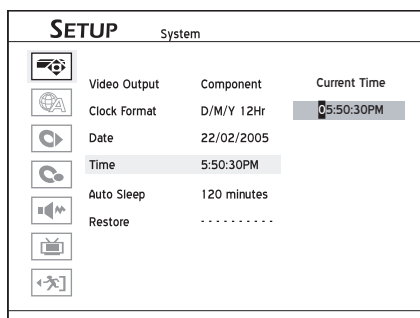 SETUP System
Video Output Component Current Time
Clock Format D/M/Y 12Hr 05:50:30PM
Date 22/02/2005
Time 5:50:30PM
Auto Sleep 120 minutes
Restore - - - - - - - - - -